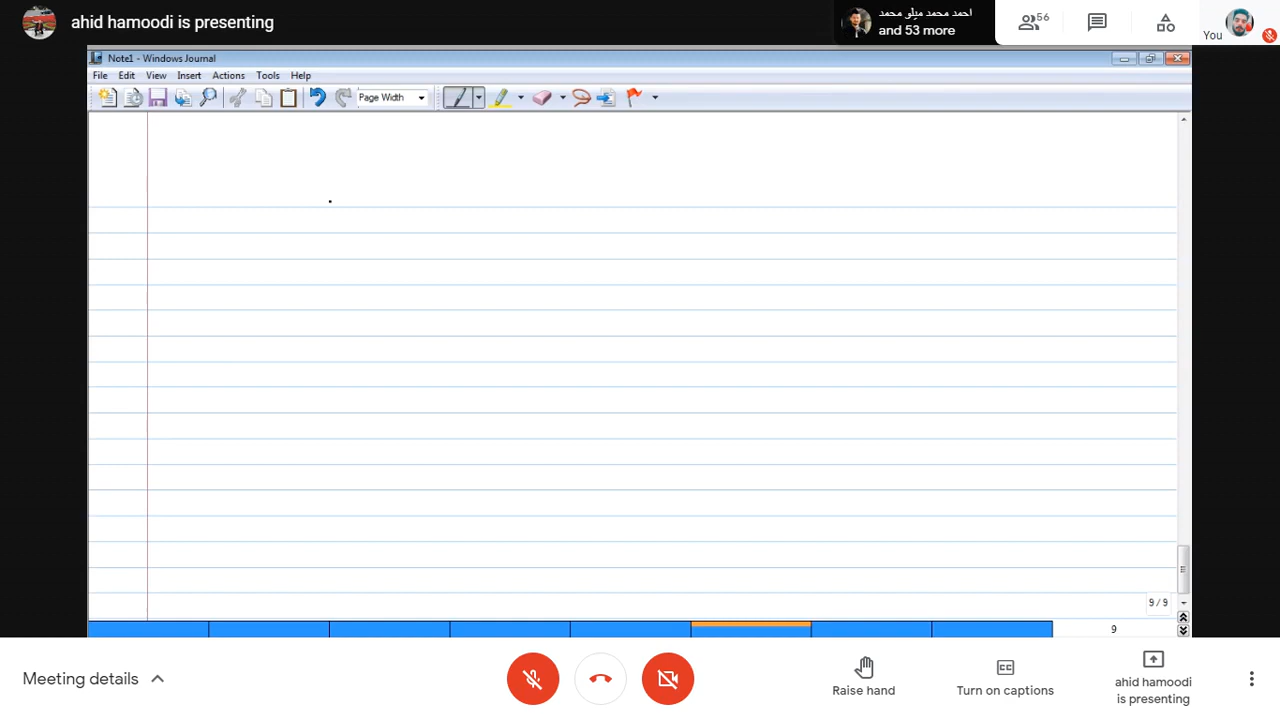 ahid hamoodi is presenting
احمد محمد منلو محمد
and 53 more
56
You
Note1 - Windows Journal
File Edit View Insert Actions Tools Help
Page Width
9 / 9
9
Meeting details
Raise hand
CC
Turn on captions
ahid hamoodi
is presenting